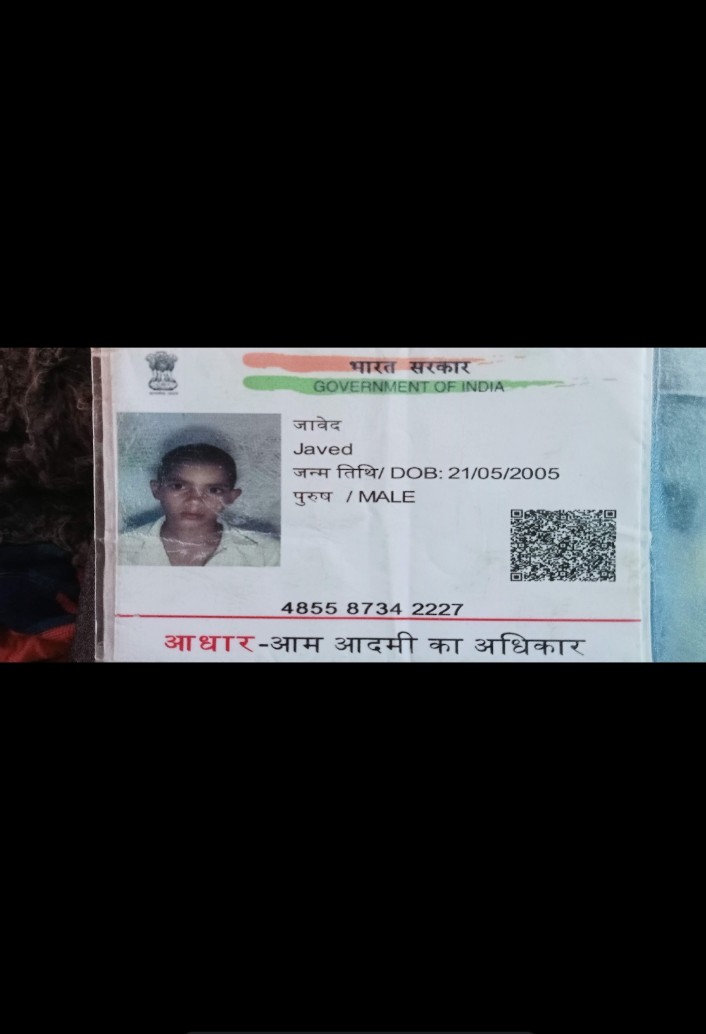 भारत सरकार
GOVERNMENT OF INDIA
जावेद
Javed
जन्म तिथि/ DOB: 21/05/2005
पुरुष / MALE
4855 8734 2227
आधार-आम आदमी का अधिकार